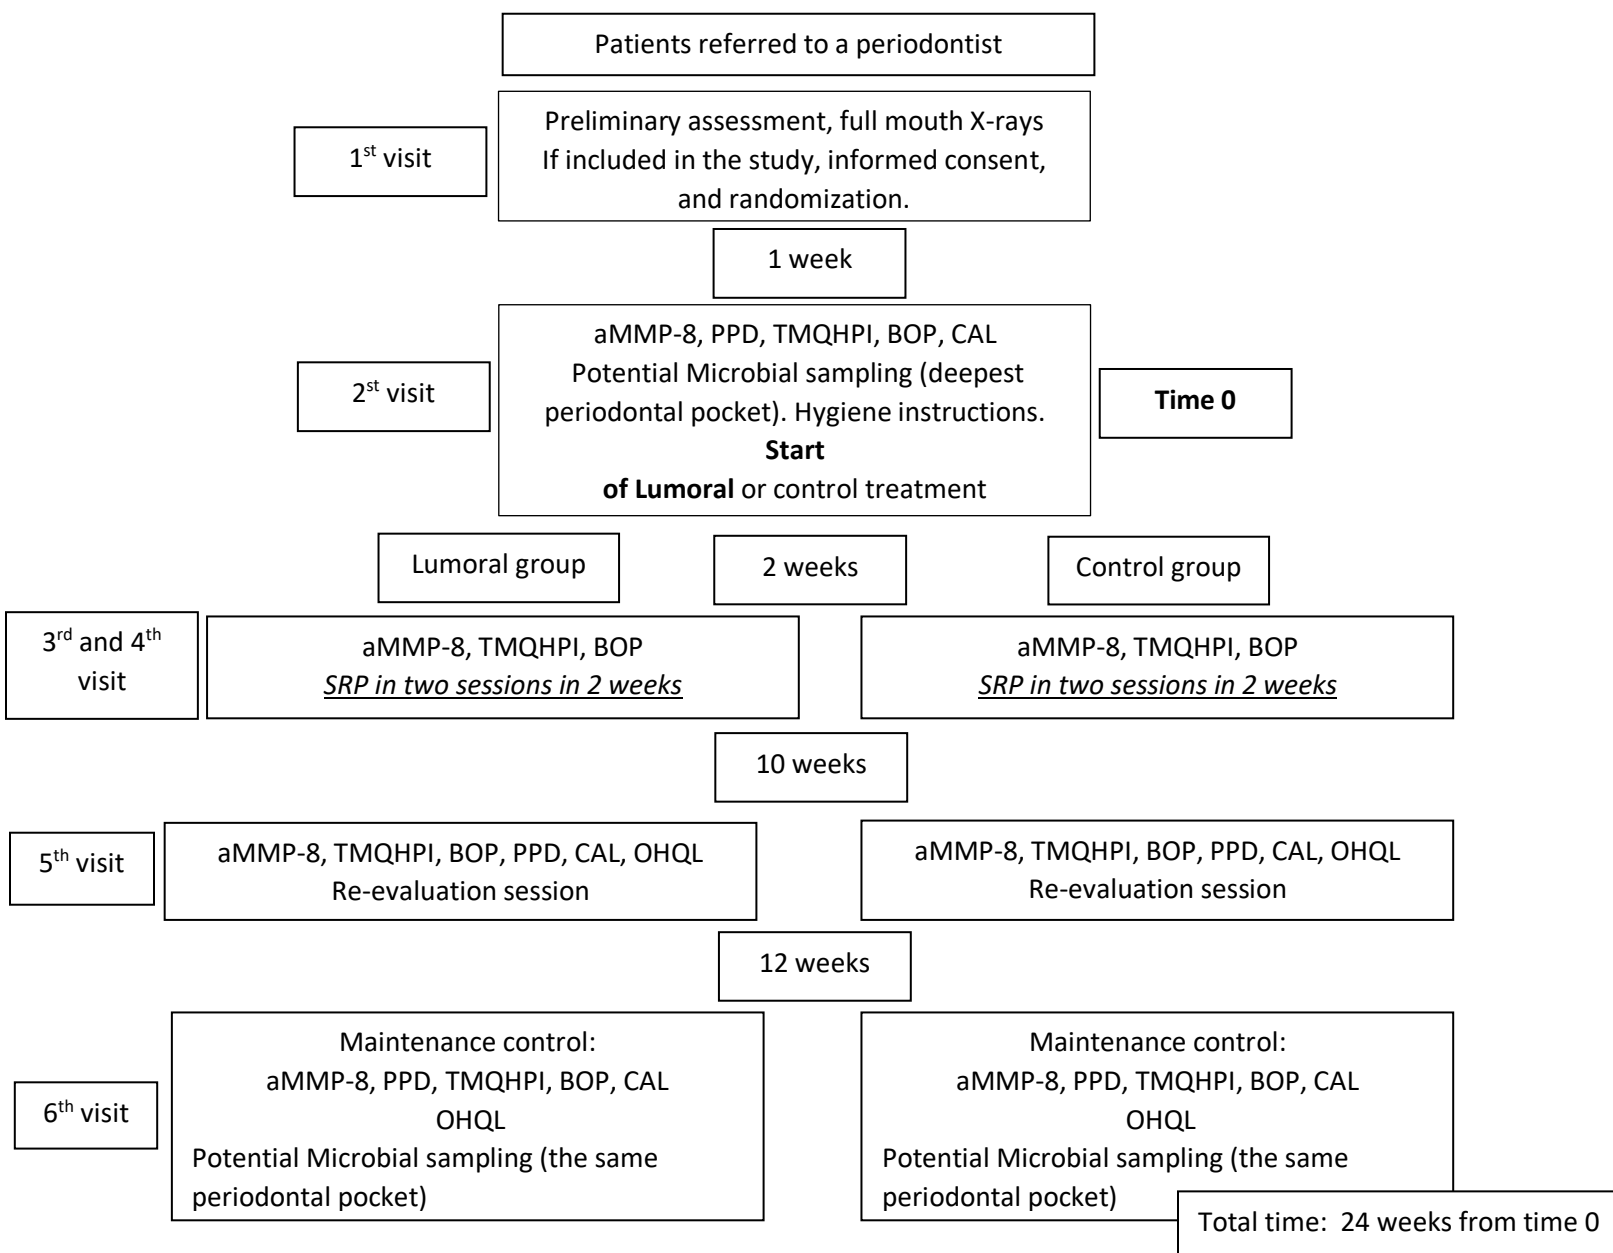 Patients referred to a periodontist
1st visit
Preliminary assessment, full mouth X-rays
If included in the study, informed consent,
and randomization.
1 week
2st visit
aMMP-8, PPD, TMQHPI, BOP, CAL
Potential Microbial sampling (deepest
periodontal pocket). Hygiene instructions.
Start
of Lumoral or control treatment
Time 0
Lumoral group
2 weeks
Control group
3rd and 4th
visit
aMMP-8, TMQHPI, BOP
SRP in two sessions in 2 weeks
aMMP-8, TMQHPI, BOP
SRP in two sessions in 2 weeks
10 weeks
5th visit
aMMP-8, TMQHPI, BOP, PPD, CAL, OHQL
Re-evaluation session
aMMP-8, TMQHPI, BOP, PPD, CAL, OHQL
Re-evaluation session
12 weeks
6th visit
Maintenance control:
aMMP-8, PPD, TMQHPI, BOP, CAL
OHQL
Potential Microbial sampling (the same
periodontal pocket)
Maintenance control:
aMMP-8, PPD, TMQHPI, BOP, CAL
OHQL
Potential Microbial sampling (the same
periodontal pocket)
Total time: 24 weeks from time 0